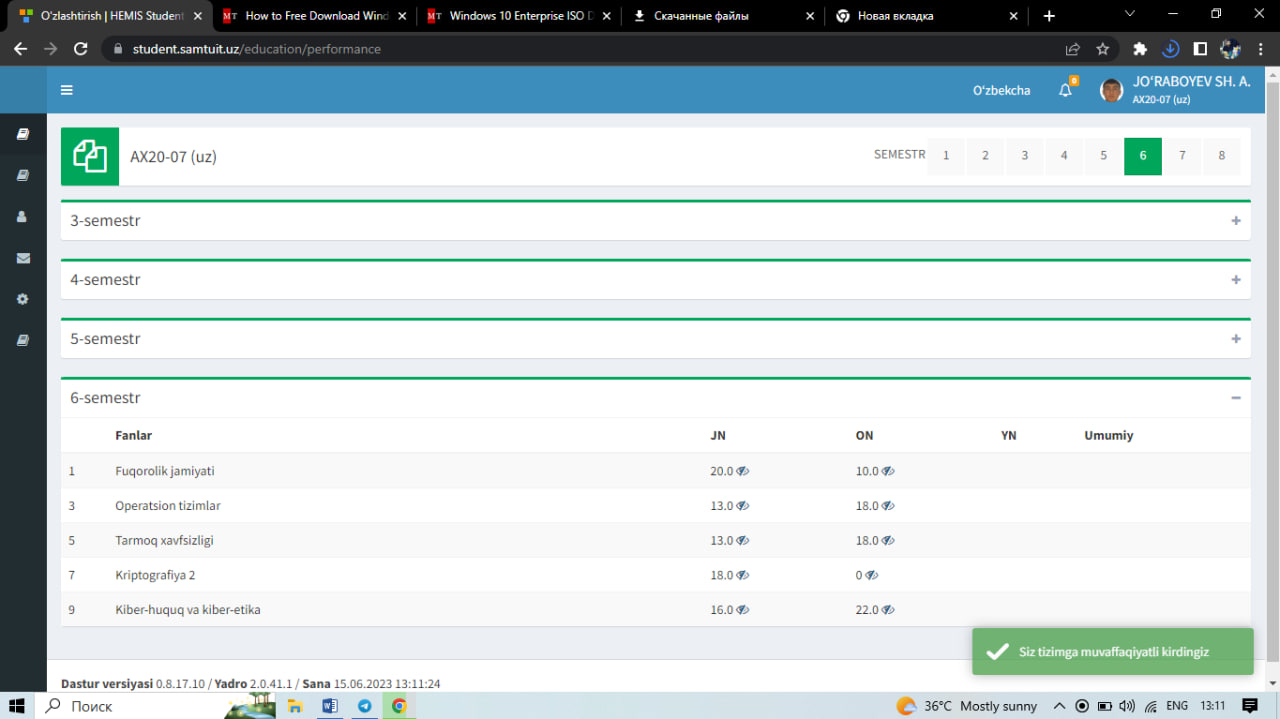 O'zlashtirish | HEMIS Student
MT How to Free Download Wind
MT Windows 10 Enterprise ISO D
Скачанные файлы
Новая вкладка
student.samtuit.uz/education/performance
O'zbekcha
0
JO'RABOYEV SH. A.
AX20-07 (uz)
AX20-07 (uz)
SEMESTR 1 2 3 4 5 6 7 8
3-semestr
4-semestr
5-semestr
6-semestr
Fanlar JN ON YN Umumiy
1 Fuqorolik jamiyati 20.0 10.0
3 Operatsion tizimlar 13.0 18.0
5 Tarmoq xavfsizligi 13.0 18.0
7 Kriptografiya 2 18.0 0
9 Kiber-huquq va kiber-etika 16.0 22.0
Siz tizimga muvaffaqiyatli kirdingiz
Dastur versiyasi 0.8.17.10 / Yadro 2.0.41.1 / Sana 15.06.2023 13:11:24
Поиск
36°C Mostly sunny ENG 13:11